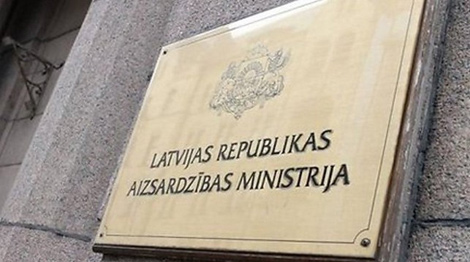 LATVIJAS REPUBLIKAS
AIZSARDZĪBAS MINISTRIJA